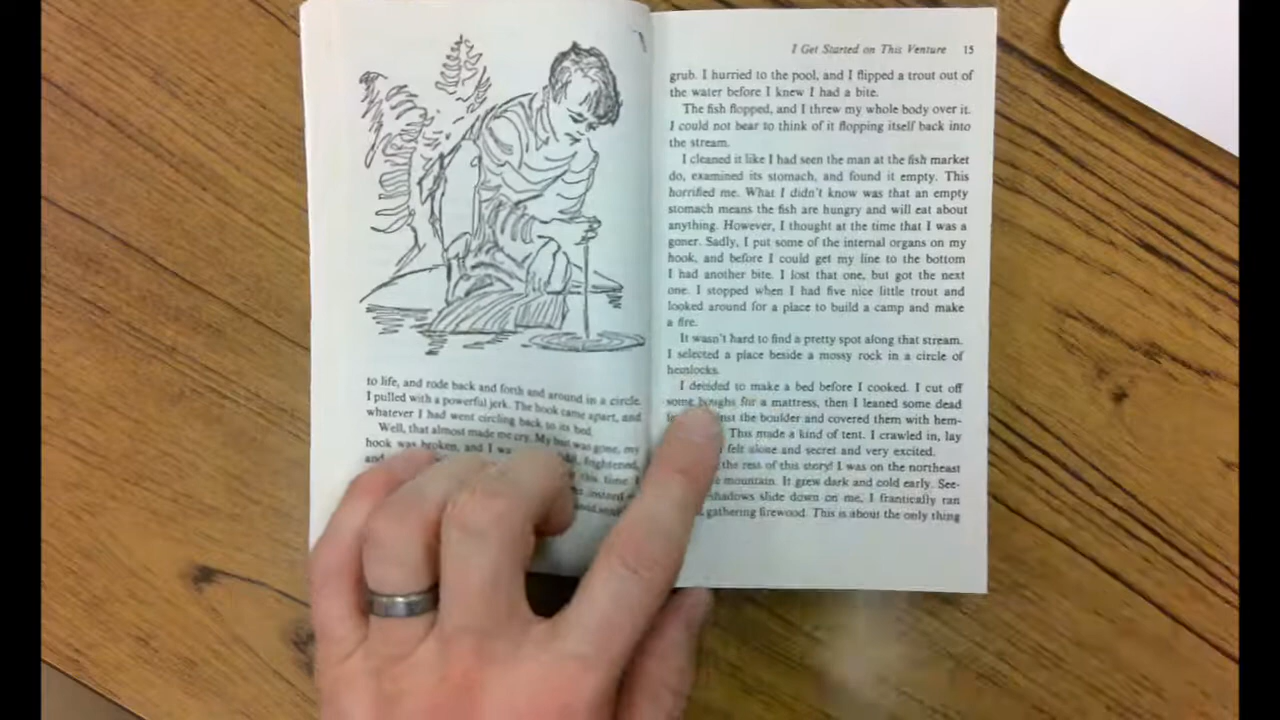 to life, and rode back and forth and around in a circle.
I pulled with a powerful jerk. The hook came apart, and
whatever I had went circling back to its bed.
Well, that almost made me cry. My bait was gone, my
hook was broken, and I was
frightened,
and
this time I
instead
I Get Started on This Venture 15
grub. I hurried to the pool, and I flipped a trout out of
the water before I knew I had a bite.
The fish flopped, and I threw my whole body over it.
I could not bear to think of it flopping itself back into
the stream.
I cleaned it like I had seen the man at the fish market
do, examined its stomach, and found it empty. This
horrified me. What I didn't know was that an empty
stomach means the fish are hungry and will eat about
anything. However, I thought at the time that I was a
goner. Sadly, I put some of the internal organs on my
hook, and before I could get my line to the bottom
I had another bite. I lost that one, but got the next
one. I stopped when I had five nice little trout and
looked around for a place to build a camp and make
a fire.
It wasn't hard to find a pretty spot along that stream.
I selected a place beside a mossy rock in a circle of
hemlocks.
I decided to make a bed before I cooked. I cut off
some boughs for a mattress, then I leaned some dead
the boulder and covered them with hem-
This made a kind of tent. I crawled in, lay
felt alone and secret and very excited.
the rest of this story! I was on the northeast
mountain. It grew dark and cold early. See-
shadows slide down on me, I frantically ran
gathering firewood. This is about the only thing